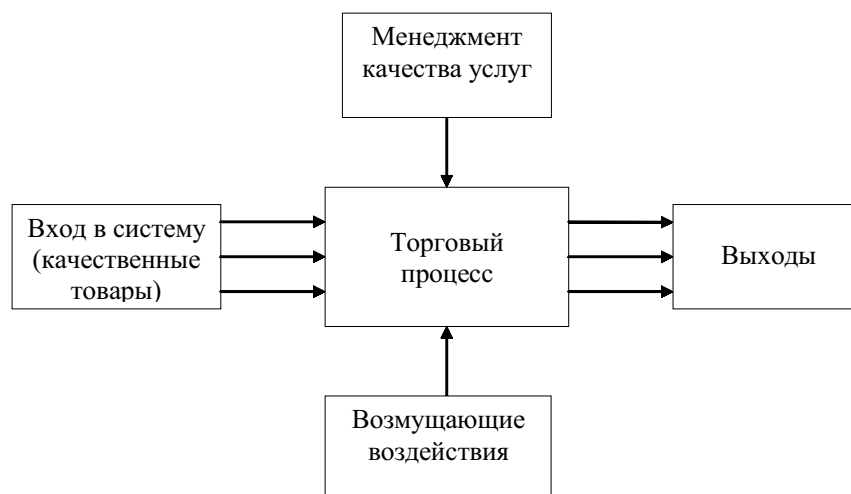 Менеджмент
качества услуг
Вход в систему
(качественные
товары)
Торговый
процесс
Выходы
Возмущающие
воздействия